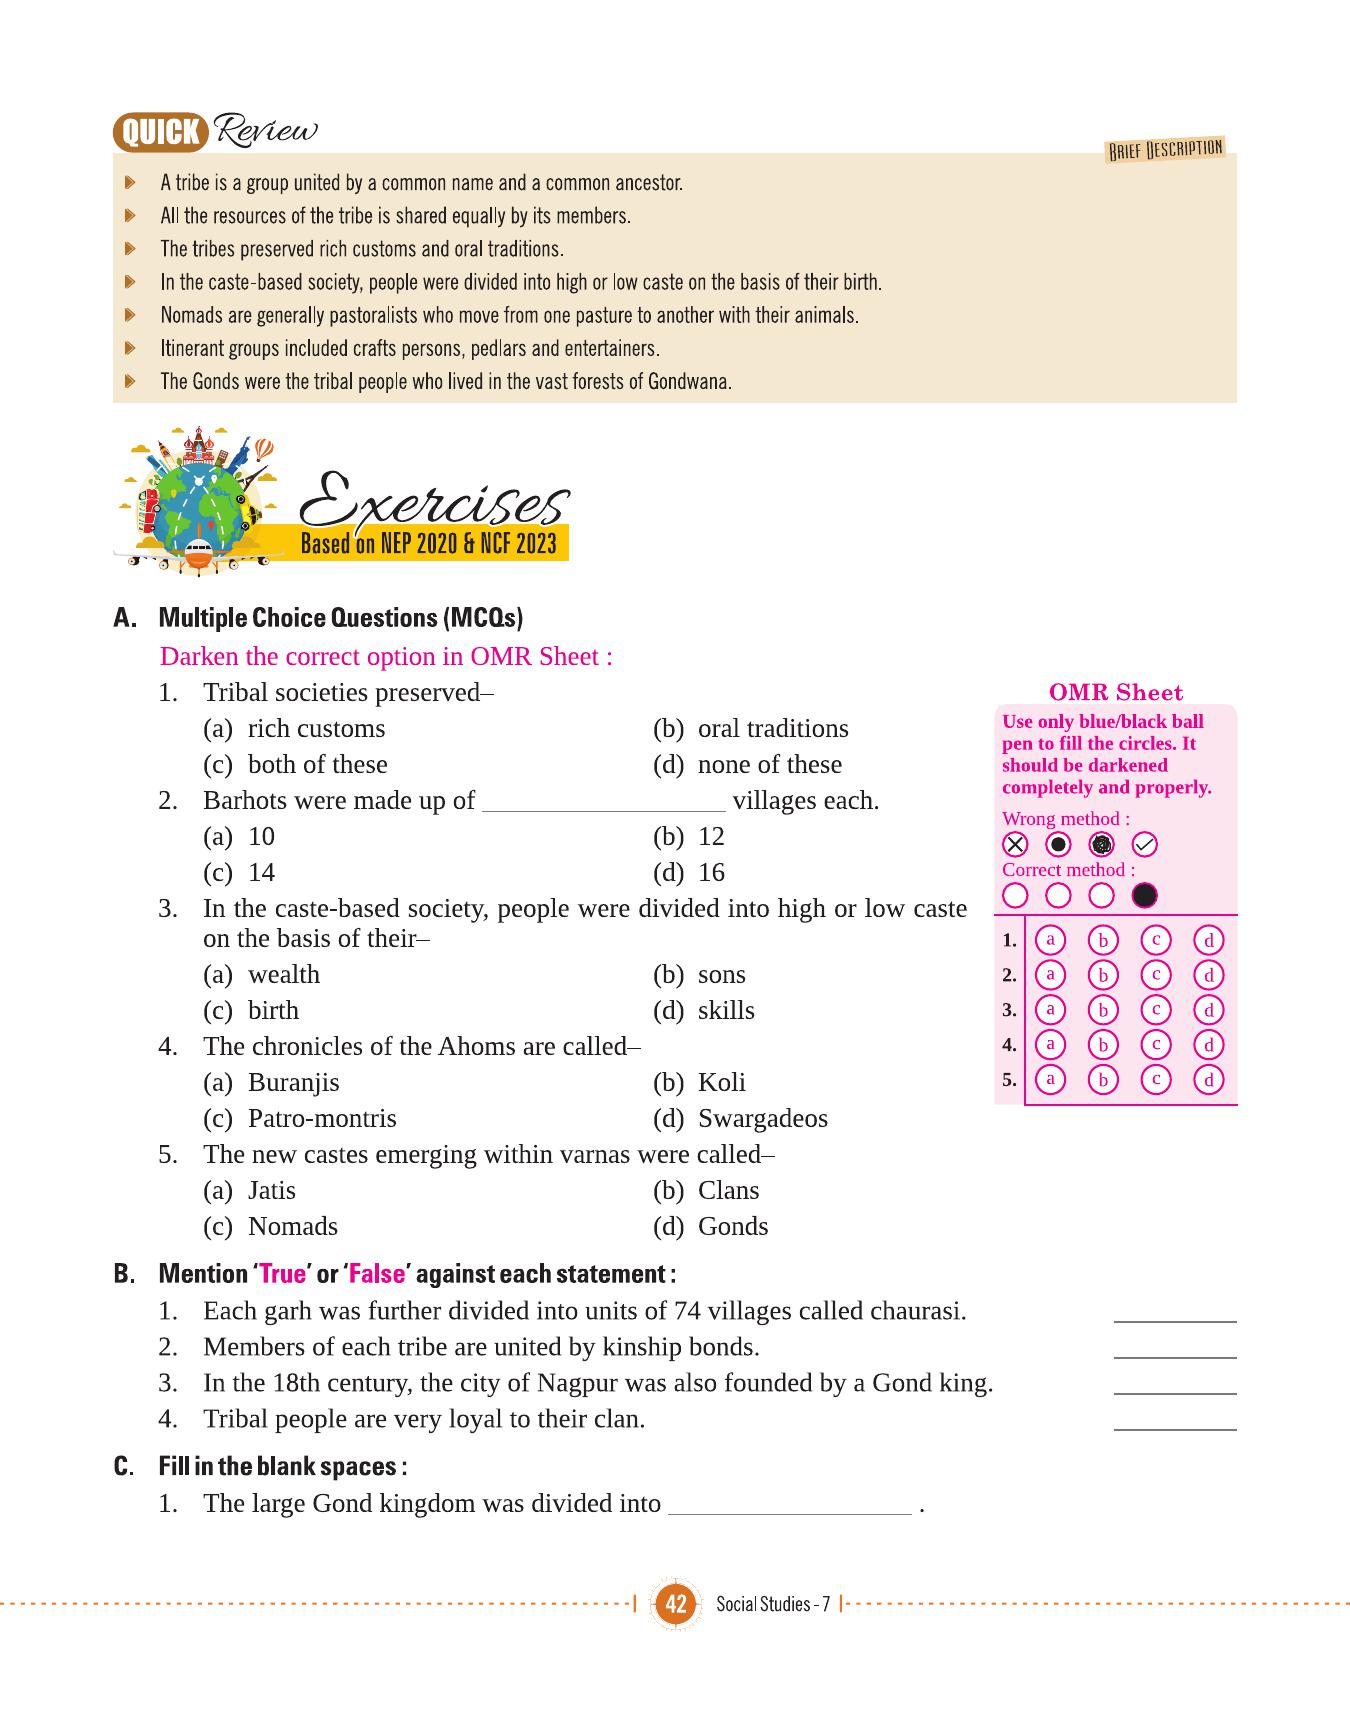 QUICK Review
BRIEF DESCRIPTION
A tribe is a group united by a common name and a common ancestor.
All the resources of the tribe is shared equally by its members.
The tribes preserved rich customs and oral traditions.
In the caste-based society, people were divided into high or low caste on the basis of their birth.
Nomads are generally pastoralists who move from one pasture to another with their animals.
Itinerant groups included crafts persons, pedlars and entertainers.
The Gonds were the tribal people who lived in the vast forests of Gondwana.
Exercises
Based on NEP 2020 & NCF 2023
A. Multiple Choice Questions (MCQs)
Darken the correct option in OMR Sheet :
1. Tribal societies preserved–
(a) rich customs (b) oral traditions
(c) both of these (d) none of these
2. Barhots were made up of ____________ villages each.
(a) 10 (b) 12
(c) 14 (d) 16
3. In the caste-based society, people were divided into high or low caste
on the basis of their–
(a) wealth (b) sons
(c) birth (d) skills
4. The chronicles of the Ahoms are called–
(a) Buranjis (b) Koli
(c) Patro-montris (d) Swargadeos
5. The new castes emerging within varnas were called–
(a) Jatis (b) Clans
(c) Nomads (d) Gonds
OMR Sheet
Use only blue/black ball
pen to fill the circles. It
should be darkened
completely and properly.
Wrong method :
Correct method :
1. a b c d
2. a b c d
3. a b c d
4. a b c d
5. a b c d
B. Mention ‘True’ or ‘False’ against each statement :
1. Each garh was further divided into units of 74 villages called chaurasi. ______
2. Members of each tribe are united by kinship bonds. ______
3. In the 18th century, the city of Nagpur was also founded by a Gond king. ______
4. Tribal people are very loyal to their clan. ______
C. Fill in the blank spaces :
1. The large Gond kingdom was divided into ____________ .
42 Social Studies - 7